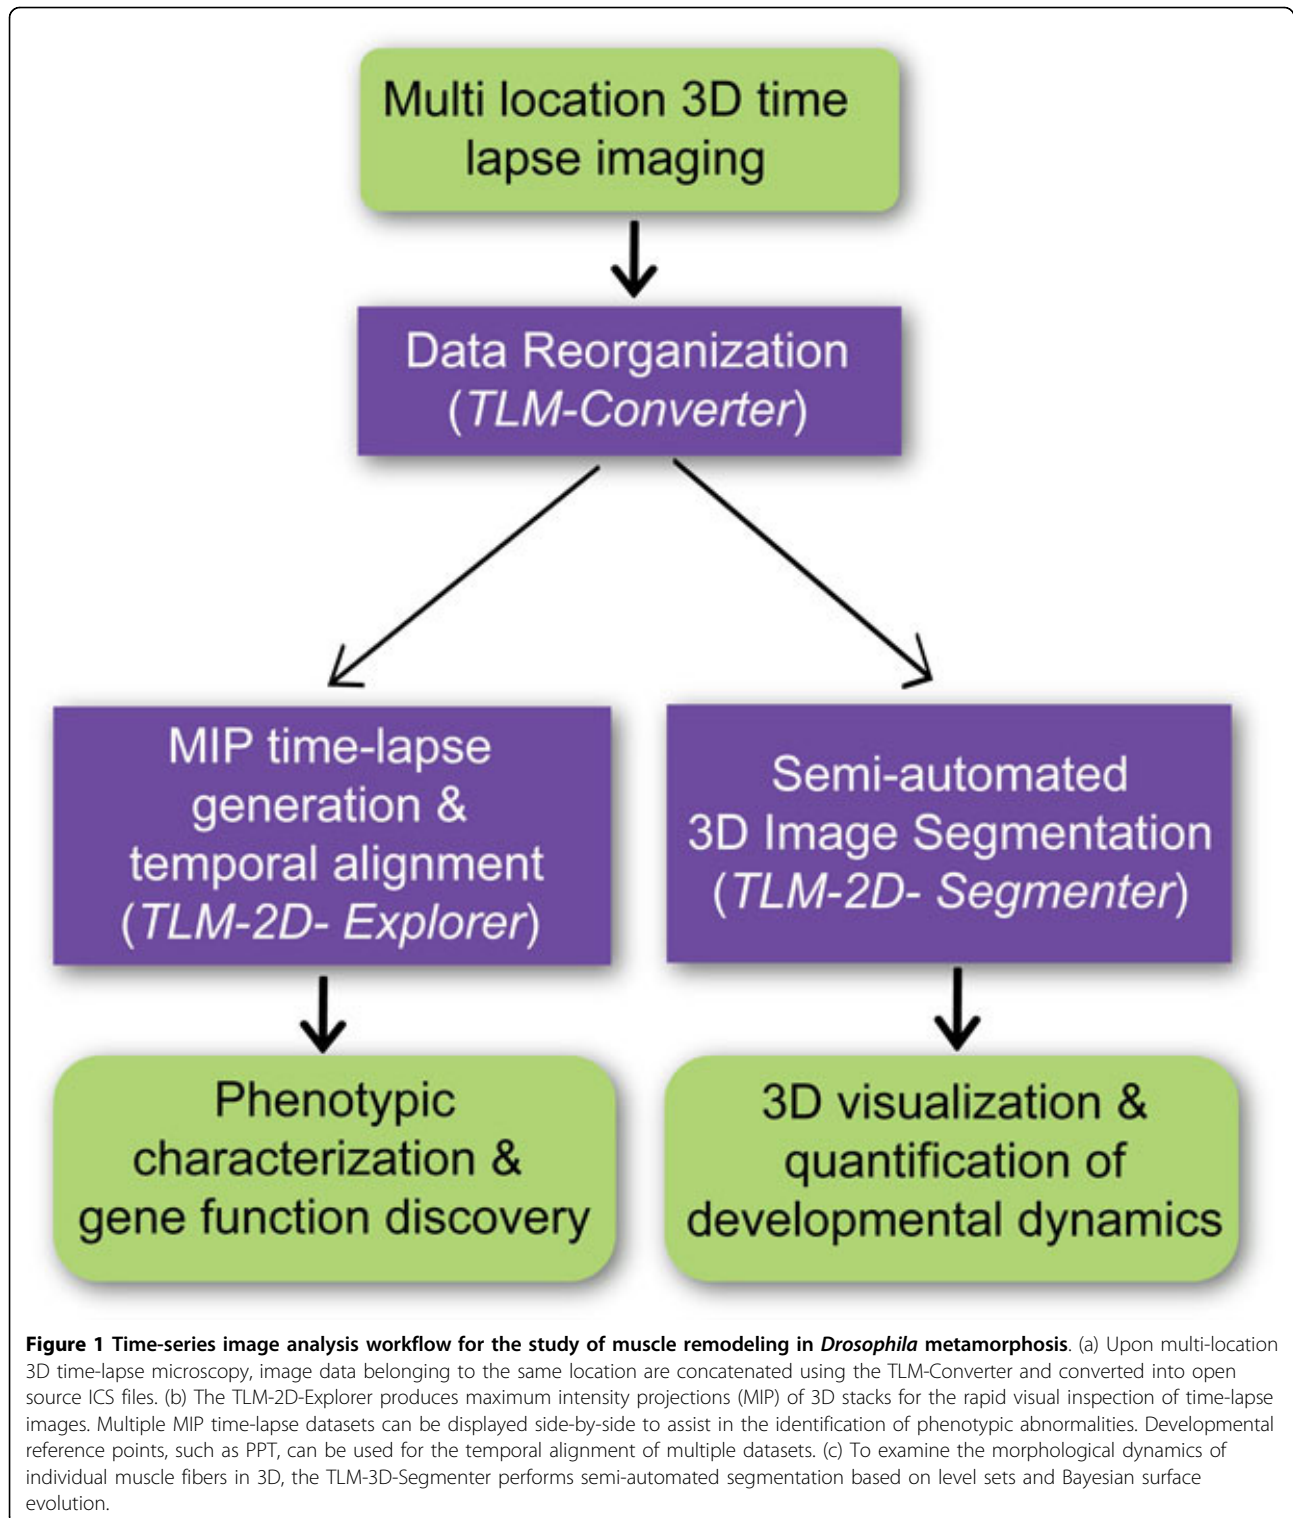 Multi location 3D time
lapse imaging
Data Reorganization
(TLM-Converter)
MIP time-lapse
generation &
temporal alignment
(TLM-2D- Explorer)
Semi-automated
3D Image Segmentation
(TLM-2D- Segmenter)
Phenotypic
characterization &
gene function discovery
3D visualization &
quantification of
developmental dynamics
Figure 1 Time-series image analysis workflow for the study of muscle remodeling in Drosophila metamorphosis. (a) Upon multi-location
3D time-lapse microscopy, image data belonging to the same location are concatenated using the TLM-Converter and converted into open
source ICS files. (b) The TLM-2D-Explorer produces maximum intensity projections (MIP) of 3D stacks for the rapid visual inspection of time-lapse
images. Multiple MIP time-lapse datasets can be displayed side-by-side to assist in the identification of phenotypic abnormalities. Developmental
reference points, such as PPT, can be used for the temporal alignment of multiple datasets. (c) To examine the morphological dynamics of
individual muscle fibers in 3D, the TLM-3D-Segmenter performs semi-automated segmentation based on level sets and Bayesian surface
evolution.